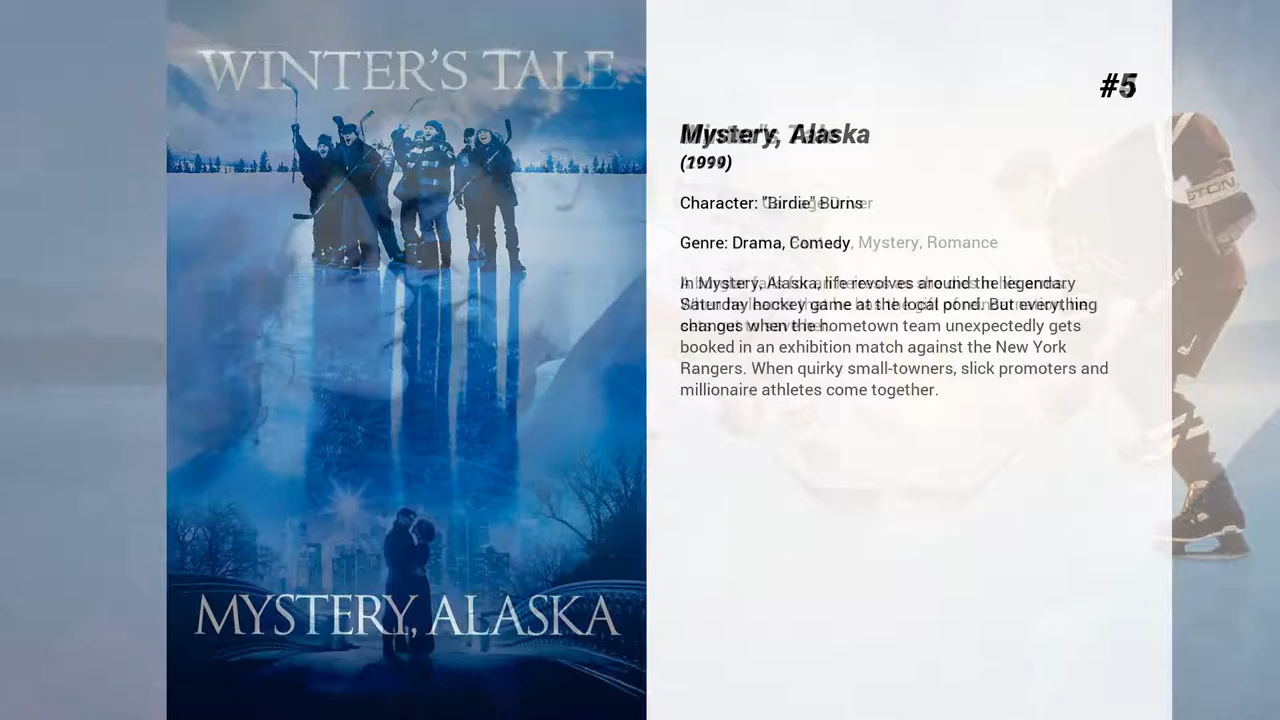 WINTER'S TALE
MYSTERY, ALASKA
#5
Mystery, Alaska
(1999)
Character: "Birdie" Burns
Genre: Drama, Comedy, Mystery, Romance
In Mystery, Alaska, life revolves around the legendary
Saturday hockey game at the local pond. But everything
changes when the hometown team unexpectedly gets
booked in an exhibition match against the New York
Rangers. When quirky small-towners, slick promoters and
millionaire athletes come together.